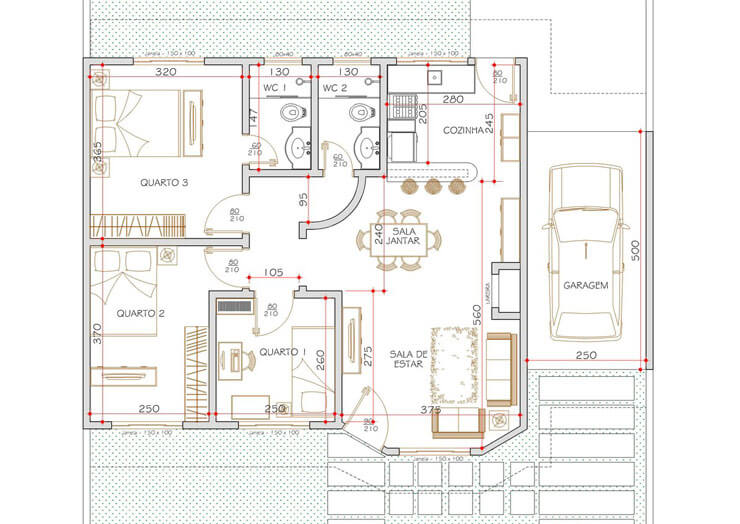 Janela - 150 x 100
60x40
60x40
Janela - 150 x 100
320
130
130
80
210
WC 1
WC 2
280
205
147
245
COZINHA
365
60
210
60
210
QUARTO 3
95
80
210
SALA
JANTAR
240
500
80
210
105
LAREIRA
GARAGEM
80
210
560
370
QUARTO 2
QUARTO 1
260
275
SALA DE
ESTAR
250
250
250
375
80
210
Janela - 150 x 100
Janela - 150 x 100
Janela - 150 x 100